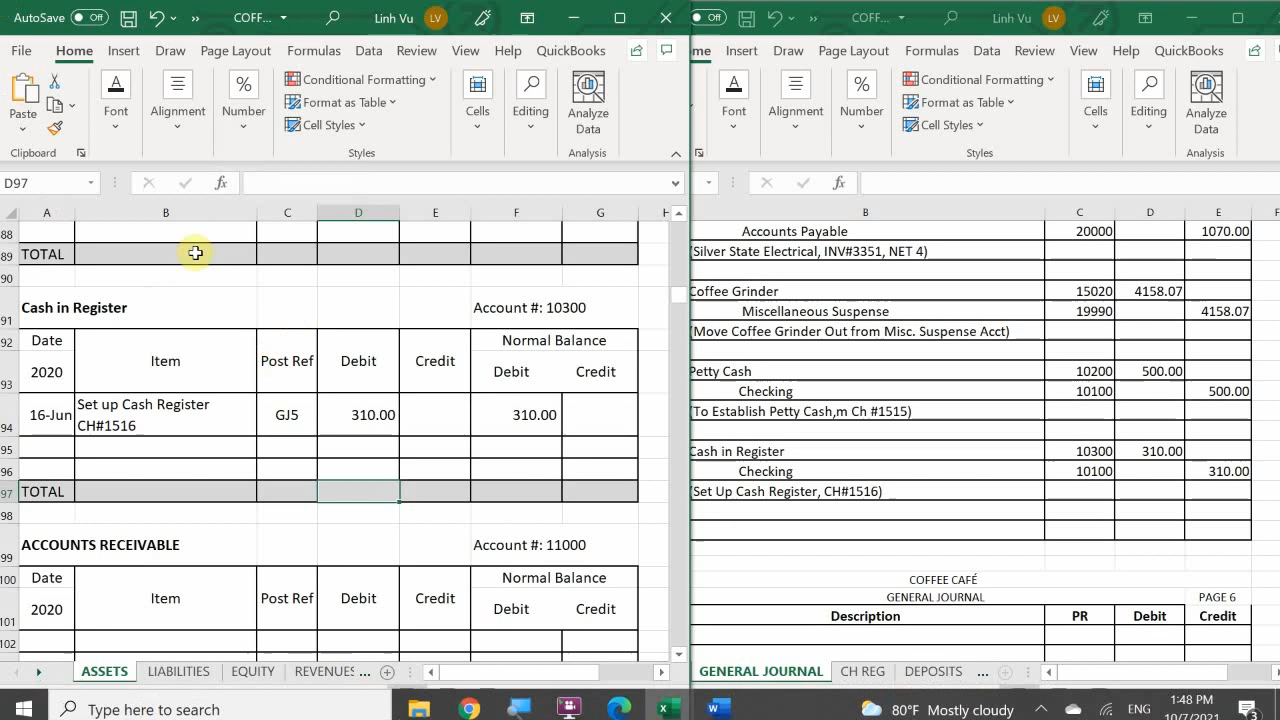 AutoSave Off COFF... Linh Vu LV
File Home Insert Draw Page Layout Formulas Data Review View Help QuickBooks
Paste Font Alignment Number Conditional Formatting Format as Table Cell Styles Cells Editing Analyze Data
Clipboard Styles Analysis
D97 fx
A B C D E F G H
88
89 TOTAL
90
91 Cash in Register Account #: 10300
92 Date Item Post Ref Debit Credit Normal Balance
93 2020 Debit Credit
94 16-Jun Set up Cash Register CH#1516 GJ5 310.00 310.00
95
96
97 TOTAL
98
99 ACCOUNTS RECEIVABLE Account #: 11000
100 Date Item Post Ref Debit Credit Normal Balance
101 2020 Debit Credit
102
ASSETS LIABILITIES EQUITY REVENUES ...
Off COFF... Linh Vu LV
me Insert Draw Page Layout Formulas Data Review View Help QuickBooks
Font Alignment Number Conditional Formatting Format as Table Cell Styles Cells Editing Analyze Data
Styles Analysis
fx
B C D E F
Accounts Payable 20000 1070.00
(Silver State Electrical, INV#3351, NET 4)
Coffee Grinder 15020 4158.07
Miscellaneous Suspense 19990 4158.07
(Move Coffee Grinder Out from Misc. Suspense Acct)
Petty Cash 10200 500.00
Checking 10100 500.00
(To Establish Petty Cash,m Ch #1515)
Cash in Register 10300 310.00
Checking 10100 310.00
(Set Up Cash Register, CH#1516)
COFFEE CAFÉ
GENERAL JOURNAL PAGE 6
Description PR Debit Credit
GENERAL JOURNAL CH REG DEPOSITS ...
Type here to search
80°F Mostly cloudy ENG 1:48 PM
10/7/2021 3